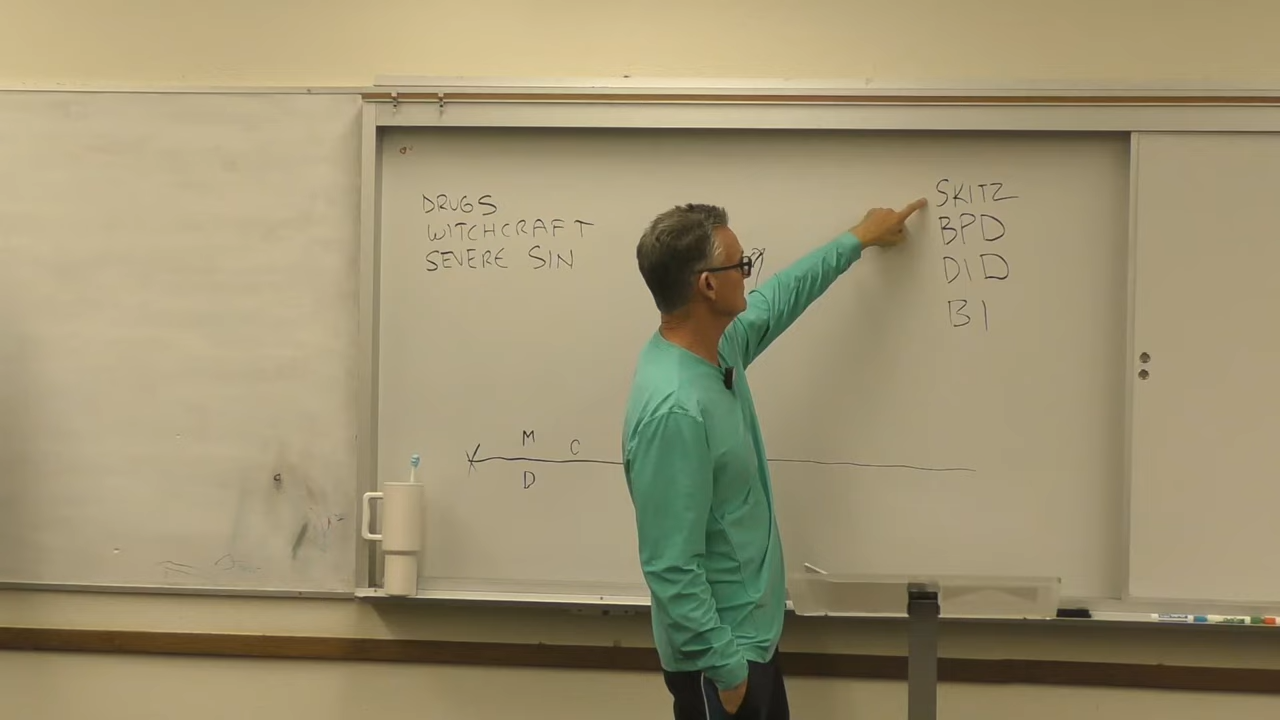 DRUGS
WITCHCRAFT
SEVERE SIN
SKITZ
BPD
DID
BI
M
C
D